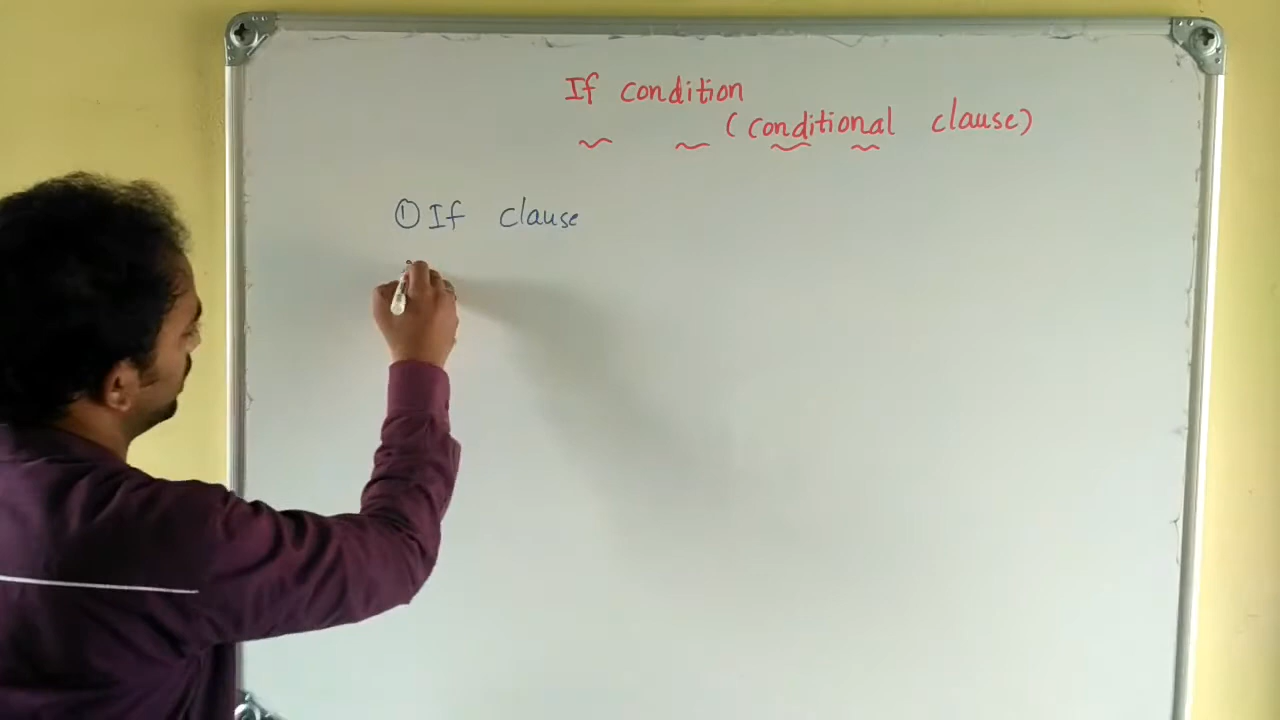 If condition
(conditional clause)
① If clause